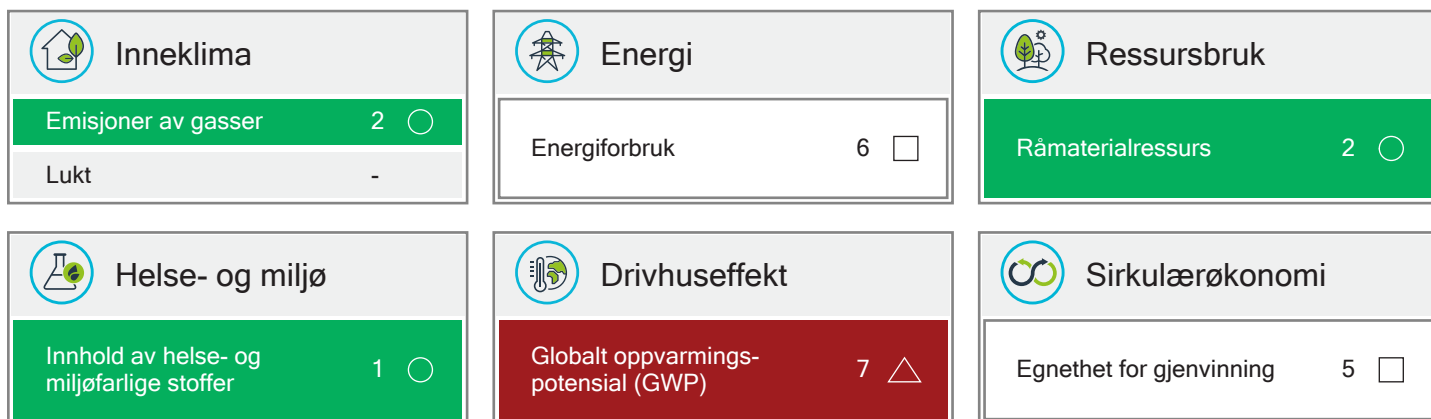 Inneklima
Emisjoner av gasser 2
Lukt -
Energi
Energiforbruk 6
Ressursbruk
Råmaterialressurs 2
Helse- og miljø
Innhold av helse- og
miljøfarlige stoffer 1
Drivhuseffekt
Globalt oppvarmings-
potensial (GWP) 7
Sirkulærøkonomi
Egnethet for gjenvinning 5